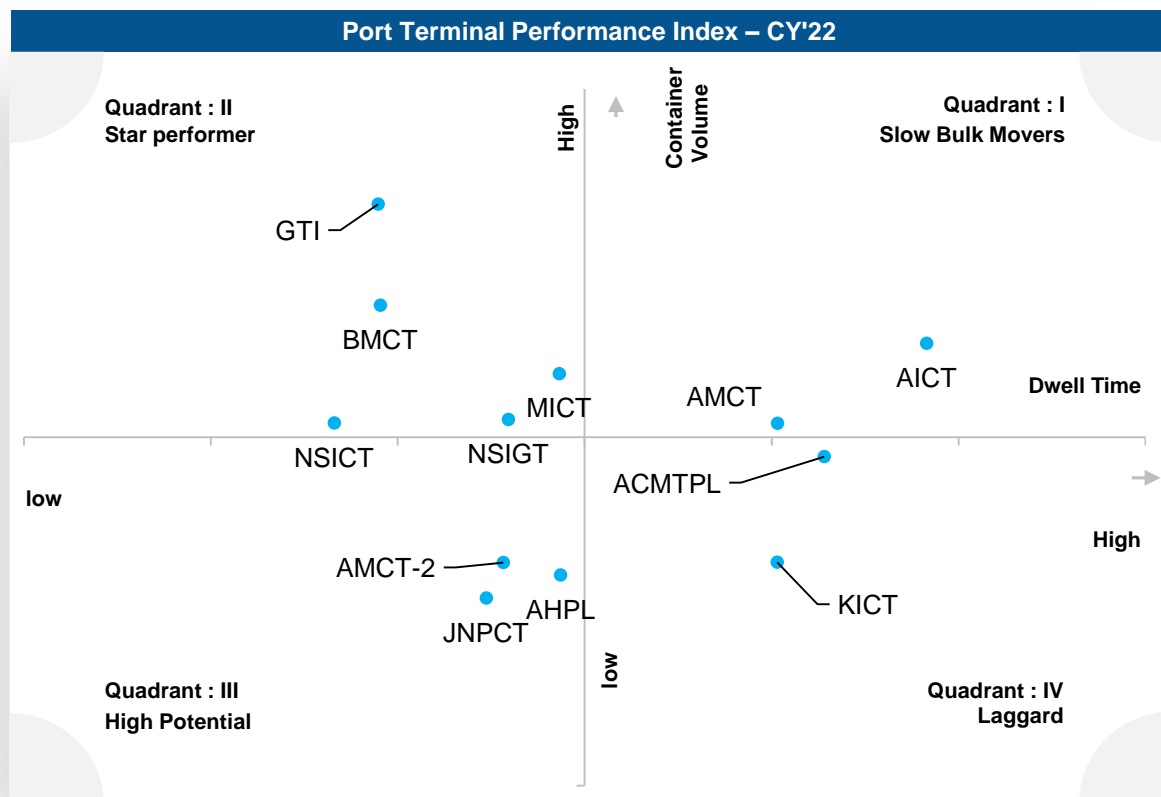 Port Terminal Performance Index – CY'22
Quadrant : II
Star performer
High
Container
Volume
Quadrant : I
Slow Bulk Movers
GTI
BMCT
MICT
AICT
AMCT
Dwell Time
NSICT
NSIGT
ACMTPL
low
High
AMCT-2
AHPL
KICT
JNPCT
low
Quadrant : III
High Potential
Quadrant : IV
Laggard